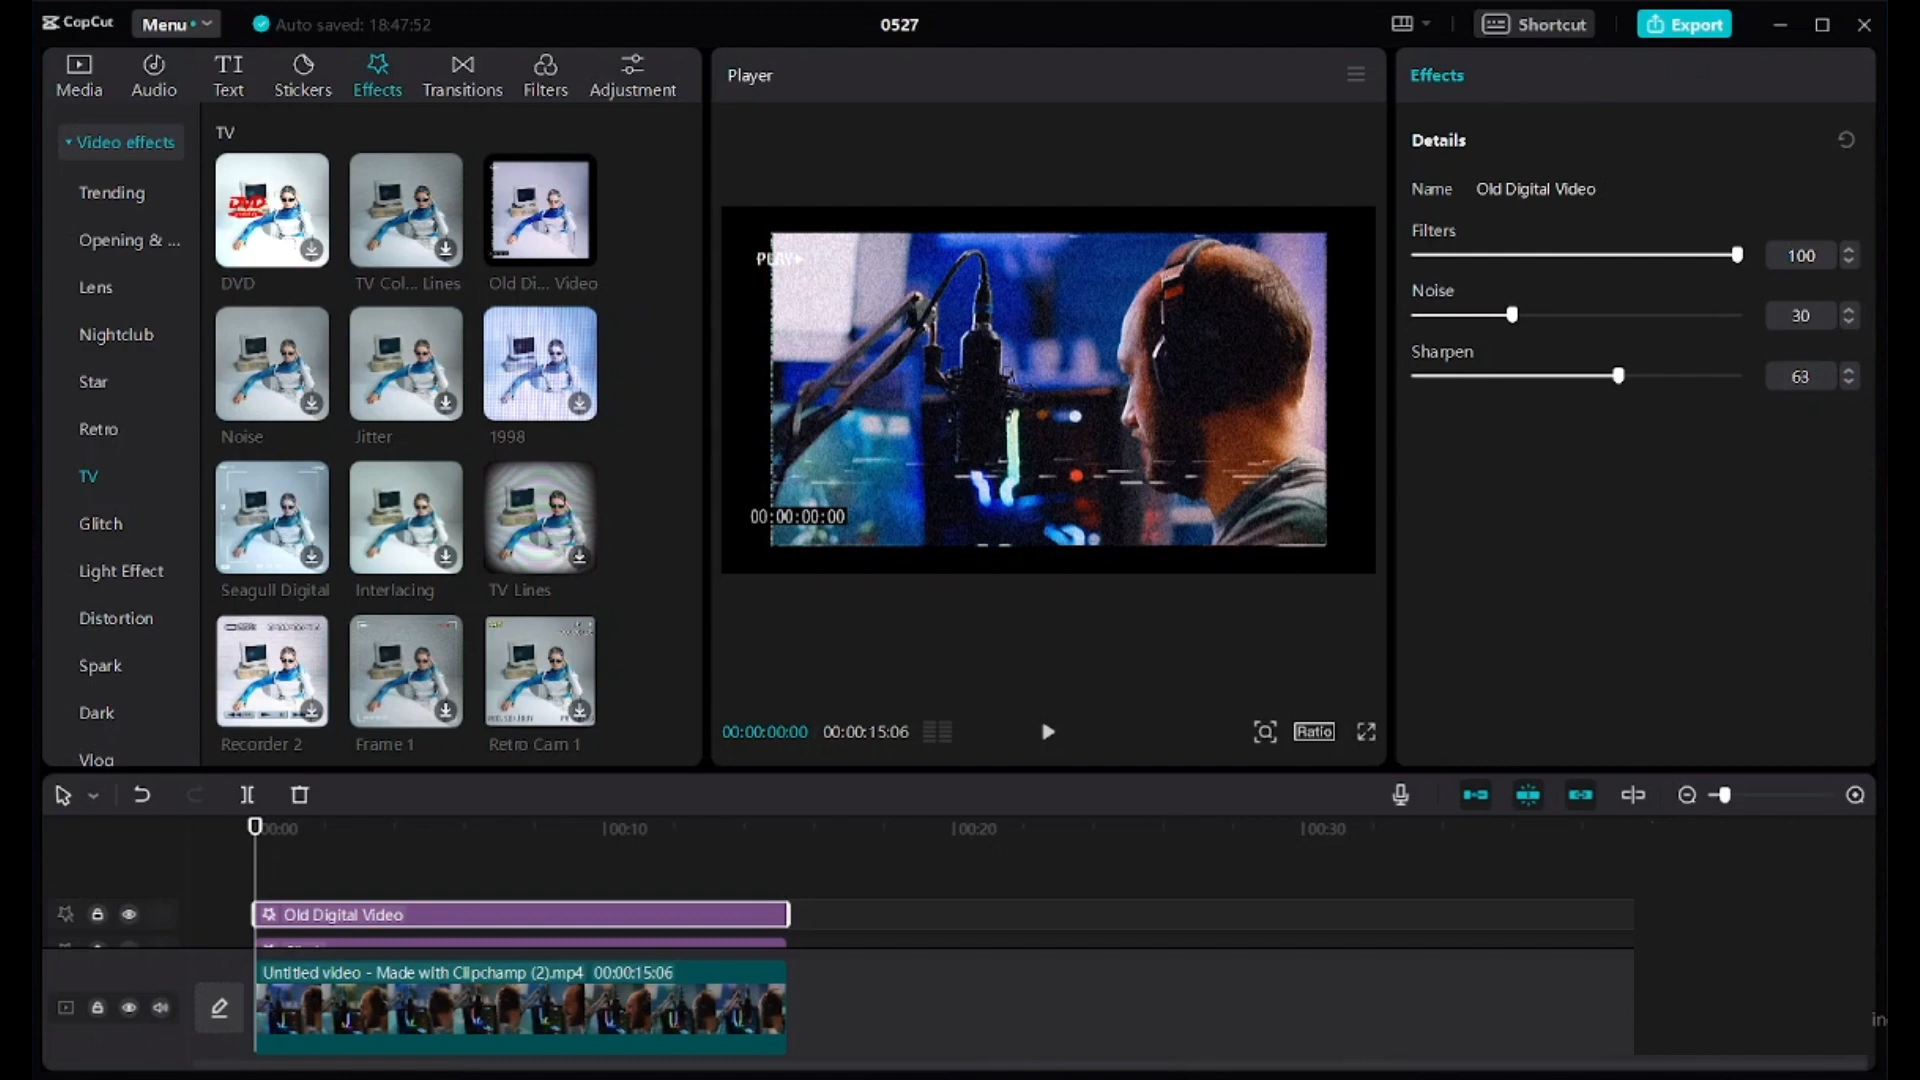 CapCut
Menu
Auto saved: 18:47:52
0527
Shortcut
Export
Media
Audio
TI
Text
Stickers
Effects
Transitions
Filters
Adjustment
Video effects
Trending
Opening & ...
Lens
Nightclub
Star
Retro
TV
Glitch
Light Effect
Distortion
Spark
Dark
Vlog
TV
DVD
DVD
TV Col... Lines
Old Di... Video
Noise
Jitter
1998
Seagull Digital
Interlacing
TV Lines
Recorder 2
Frame 1
Retro Cam 1
Player
PLAY
00:00:00:00
00:00:00:00
00:00:15:06
Ratio
Effects
Details
Name
Old Digital Video
Filters
100
Noise
30
Sharpen
63
00:00
00:10
00:20
00:30
Old Digital Video
Untitled video - Made with Clipchamp (2).mp4
00:00:15:06